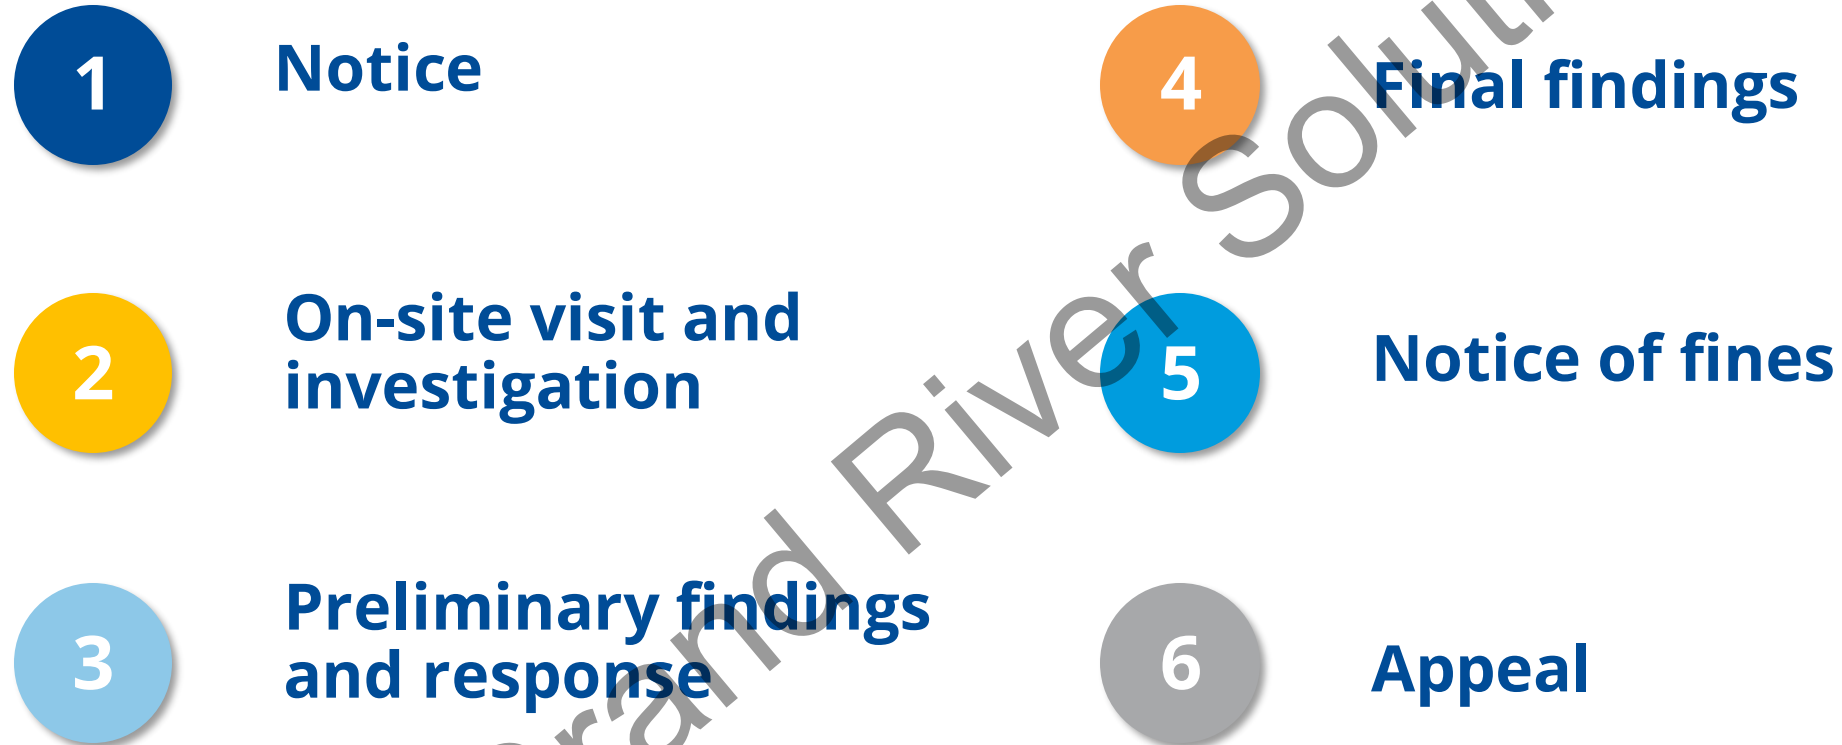 1
Notice
2
On-site visit and
investigation
3
Preliminary findings
and response
4
Final findings
5
Notice of fines
6
Appeal
rand River Soluti